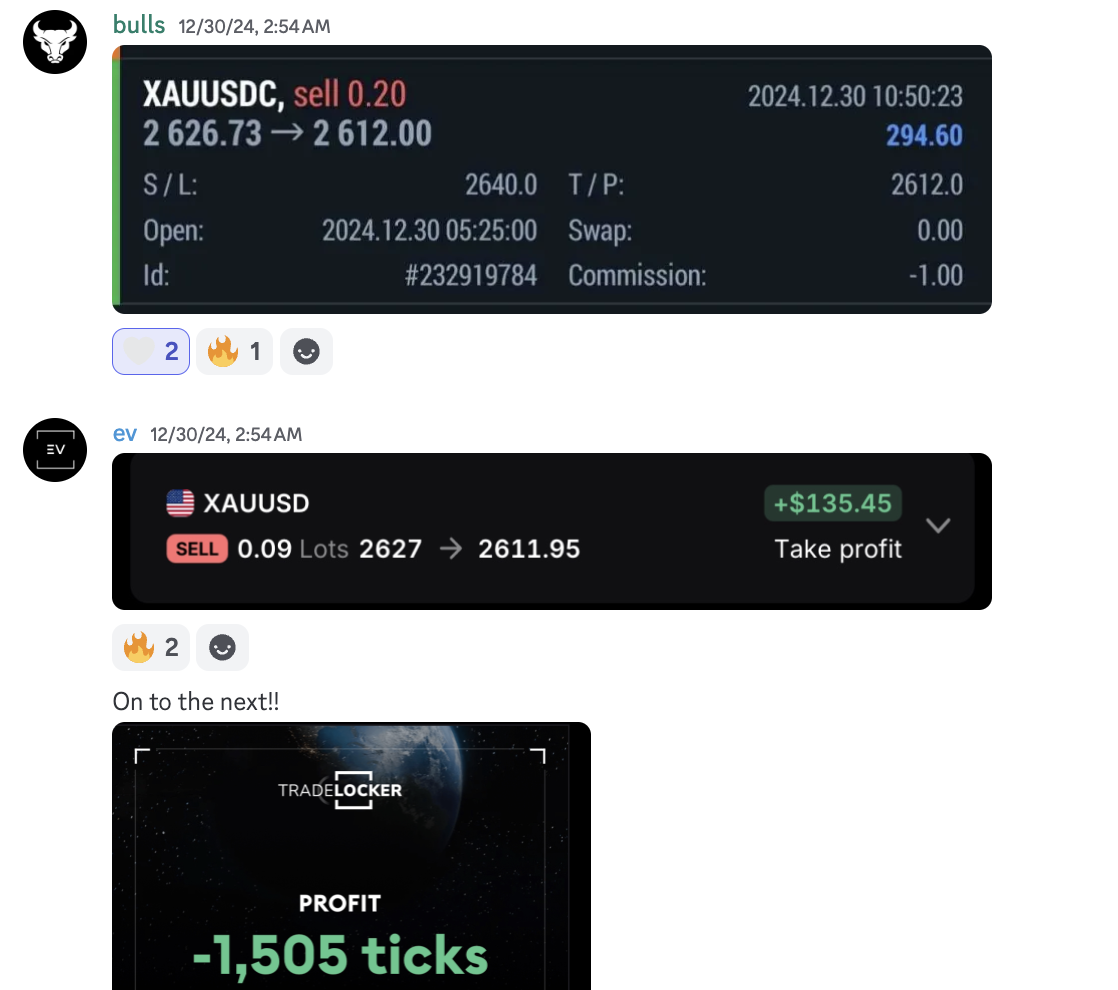 bulls 12/30/24, 2:54 AM
XAUUSDC, sell 0.20 2024.12.30 10:50:23
2 626.73 → 2 612.00 294.60
S / L: 2640.0 T / P: 2612.0
Open: 2024.12.30 05:25:00 Swap: 0.00
Id: #232919784 Commission: -1.00
2 1
EV
ev 12/30/24, 2:54 AM
XAUUSD +$135.45
SELL 0.09 Lots 2627 → 2611.95 Take profit
2
On to the next!!
TRADELOCKER
PROFIT
-1,505 ticks